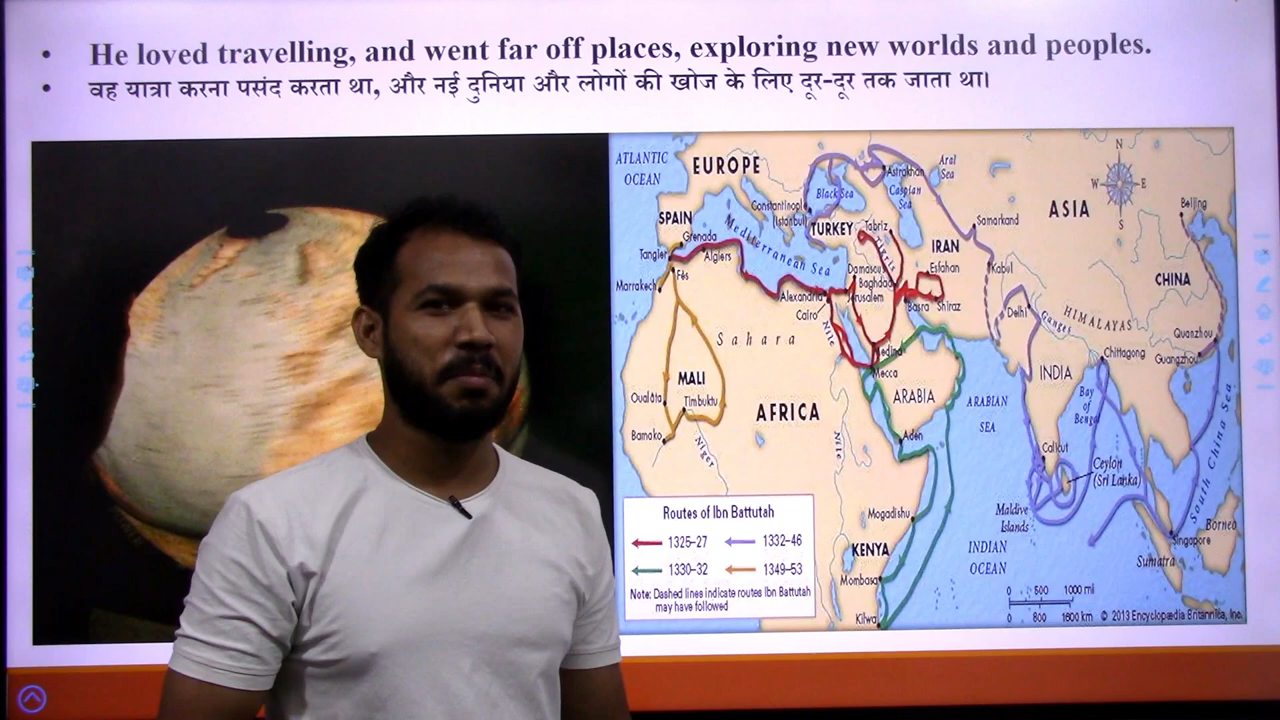 He loved travelling, and went far off places, exploring new worlds and peoples.
वह यात्रा करना पसंद करता था, और नई दुनिया और लोगों की खोज के लिए दूर-दूर तक जाता था।
ATLANTIC
OCEAN
EUROPE
SPAIN
Grenada
Tangier
Fès
Marrakech
Algiers
Mediterranean Sea
Constantinople
(Istanbul)
Black Sea
TURKEY
Astrakhan
Caspian
Sea
Aral
Sea
Samarkand
ASIA
N
W
E
S
Beijing
Tabriz
Tigris
IRAN
Esfahan
Damascus
Baghdad
Jerusalem
Basra
Shiraz
Alexandria
Cairo
Nile
Kabul
CHINA
Delhi
Ganges
HIMALAYAS
Quanzhou
Guangzhou
Chittagong
Sahara
Medina
Mecca
MALI
Oualâta
Timbuktu
Bamako
Niger
AFRICA
ARABIA
ARABIAN
SEA
INDIA
Bay
of
Bengal
Aden
Nile
Calicut
Ceylon
(Sri Lanka)
South China Sea
Maldive
Islands
Mogadishu
KENYA
Mombasa
Kilwa
INDIAN
OCEAN
Singapore
Borneo
Sumatra
Routes of Ibn Battutah
1325–27 1332–46
1330–32 1349–53
Note: Dashed lines indicate routes Ibn Battutah
may have followed
0 500 1000 mi
0 800 1600 km
© 2013 Encyclopædia Britannica, Inc.